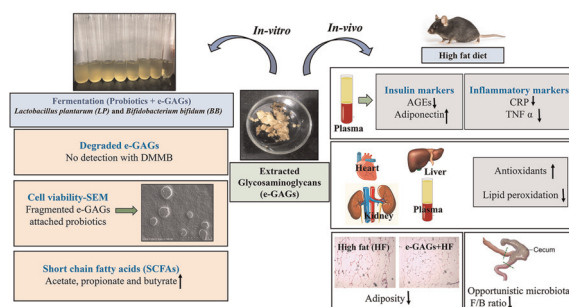 In-vitro
In-vivo
Fermentation (Probiotics + e-GAGs)
Lactobacillus plantarum (LP) and Bifidobacterium bifidum (BB)
Degraded e-GAGs
No detection with DMMB
Cell viability-SEM
Fragmented e-GAGs
attached probiotics
Short chain fatty acids (SCFAs)
Acetate, propionate and butyrate
Extracted
Glycosaminoglycans
(e-GAGs)
High fat diet
Plasma
Insulin markers
AGEs
Adiponectin
Inflammatory markers
CRP
TNF α
Heart
Liver
Kidney
Plasma
Antioxidants
Lipid peroxidation
High fat (HF)
e-GAGs+HF
Adiposity
Cecum
Opportunistic microbiota
F/B ratio